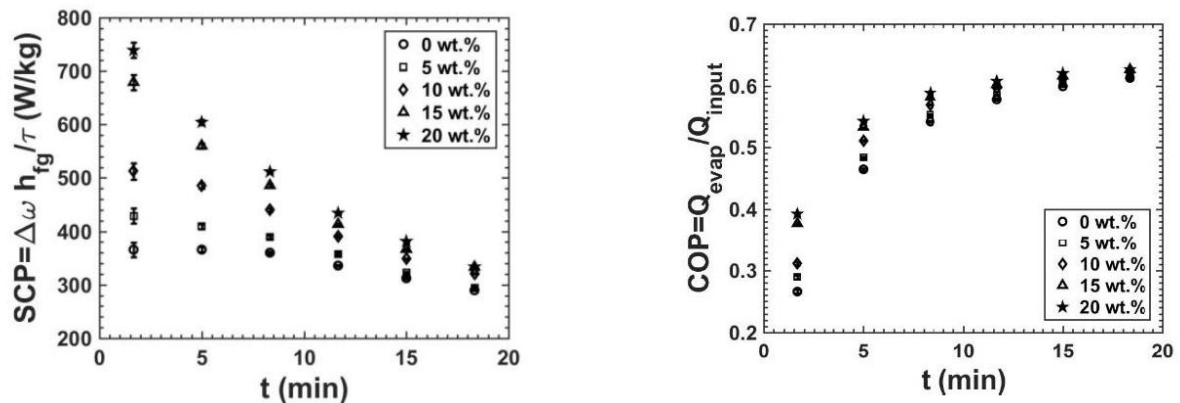 800
700
600
500
400
300
200
0
5
10
15
20
SCP=Δω h_fg/τ (W/kg)
t (min)
0 wt.%
5 wt.%
10 wt.%
15 wt.%
20 wt.%
0.7
0.6
0.5
0.4
0.3
0.2
0
5
10
15
20
COP=Q_evap/Q_input
t (min)
0 wt.%
5 wt.%
10 wt.%
15 wt.%
20 wt.%